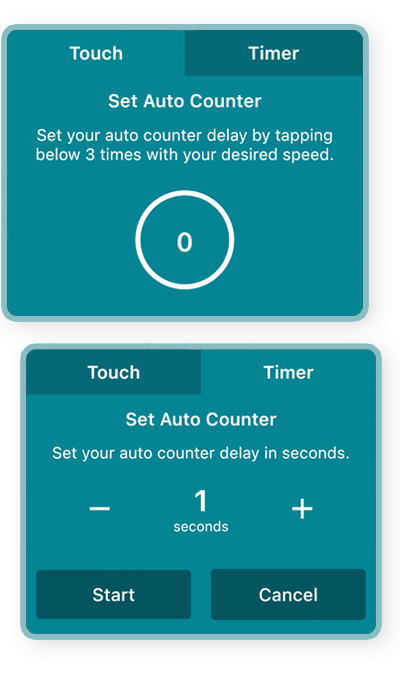 Touch Timer
Set Auto Counter
Set your auto counter delay by tapping
below 3 times with your desired speed.
0
Touch Timer
Set Auto Counter
Set your auto counter delay in seconds.
− 1 +
seconds
Start Cancel